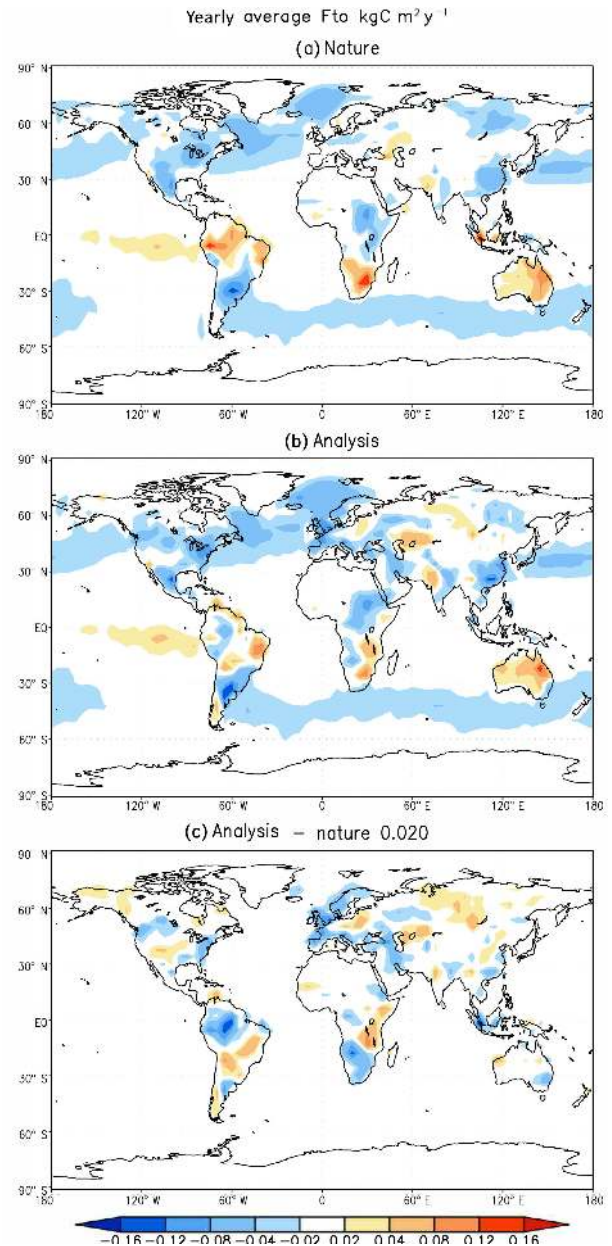 Yearly average Fto kgC m² y⁻¹
(a) Nature
90° N
60° N
30° N
EQ
30° S
60° S
90° S
180 120° W 60° W 0 60° E 120° E 180
(b) Analysis
90° N
60° N
30° N
EQ
30° S
60° S
90° S
180 120° W 60° W 0 60° E 120° E 180
(c) Analysis – nature 0.020
90 N
60° N
30° N
EQ
30° S
60° S
90° S
180 120° W 60° W 0 60° E 120° E 180
-0.16 -0.12 -0.08 -0.04 -0.02 0.02 0.04 0.08 0.12 0.16